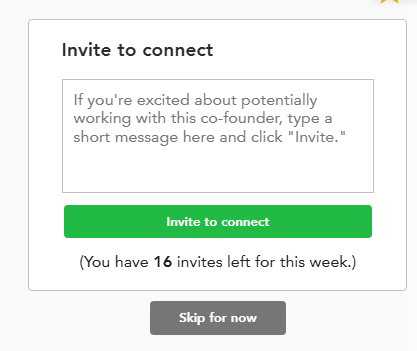 Invite to connect
If you're excited about potentially
working with this co-founder, type a
short message here and click "Invite."
Invite to connect
(You have 16 invites left for this week.)
Skip for now